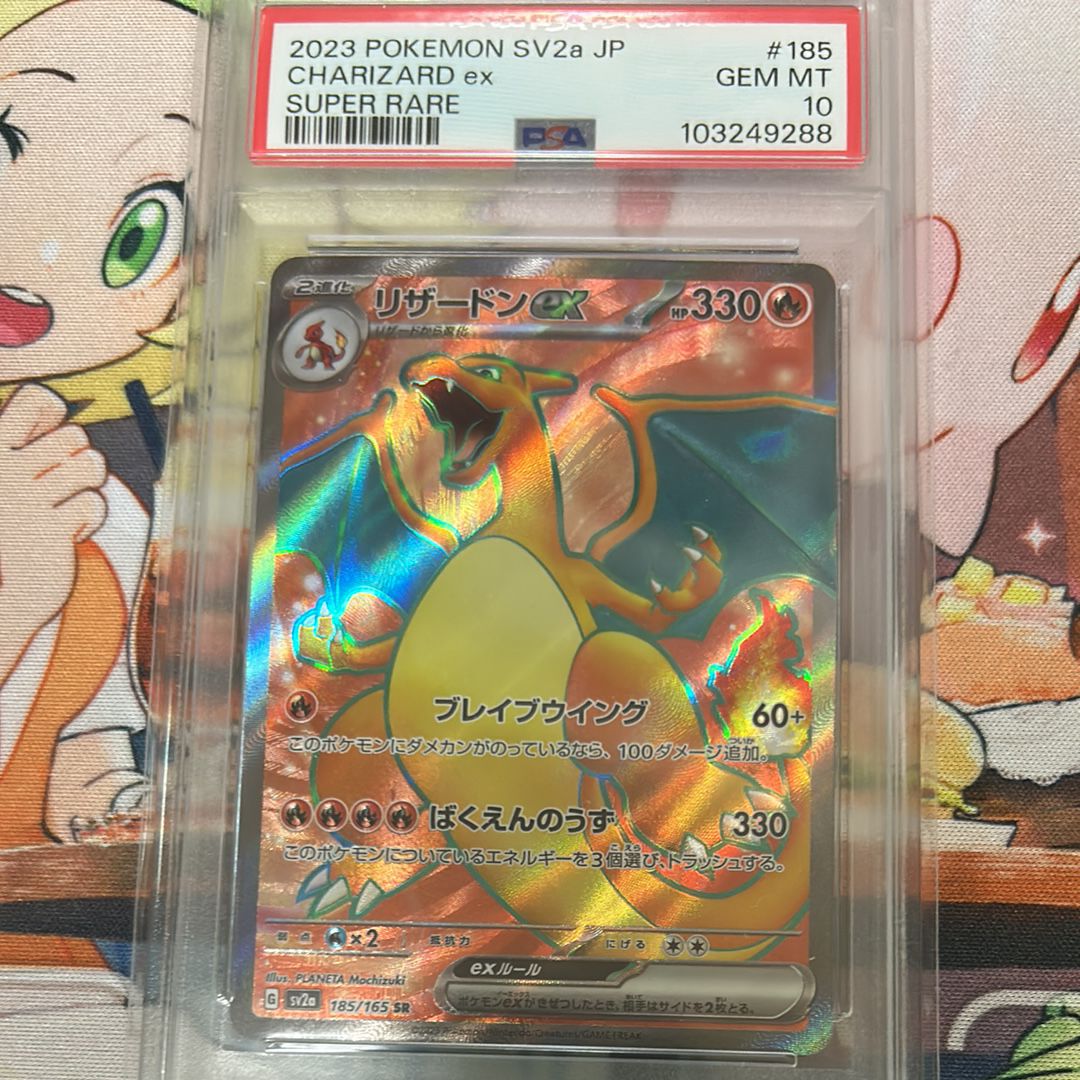 2023 POKEMON SV2a JP #185
CHARIZARD ex GEM MT
SUPER RARE 10
PSA 103249288
2進化 リザードンex HP330
リザードから進化
ブレイブウイング 60+
このポケモンにダメカンがのっているなら、100ダメージ追加。
ばくえんのうず 330
このポケモンについているエネルギーを3個選び、トラッシュする。
弱点 ×2 抵抗力 にげる
Illus. PLANETA Mochizuki
exルール
G sv2a 185/165 SR
ポケモンexがきぜつしたとき、相手はサイドを2枚とる。